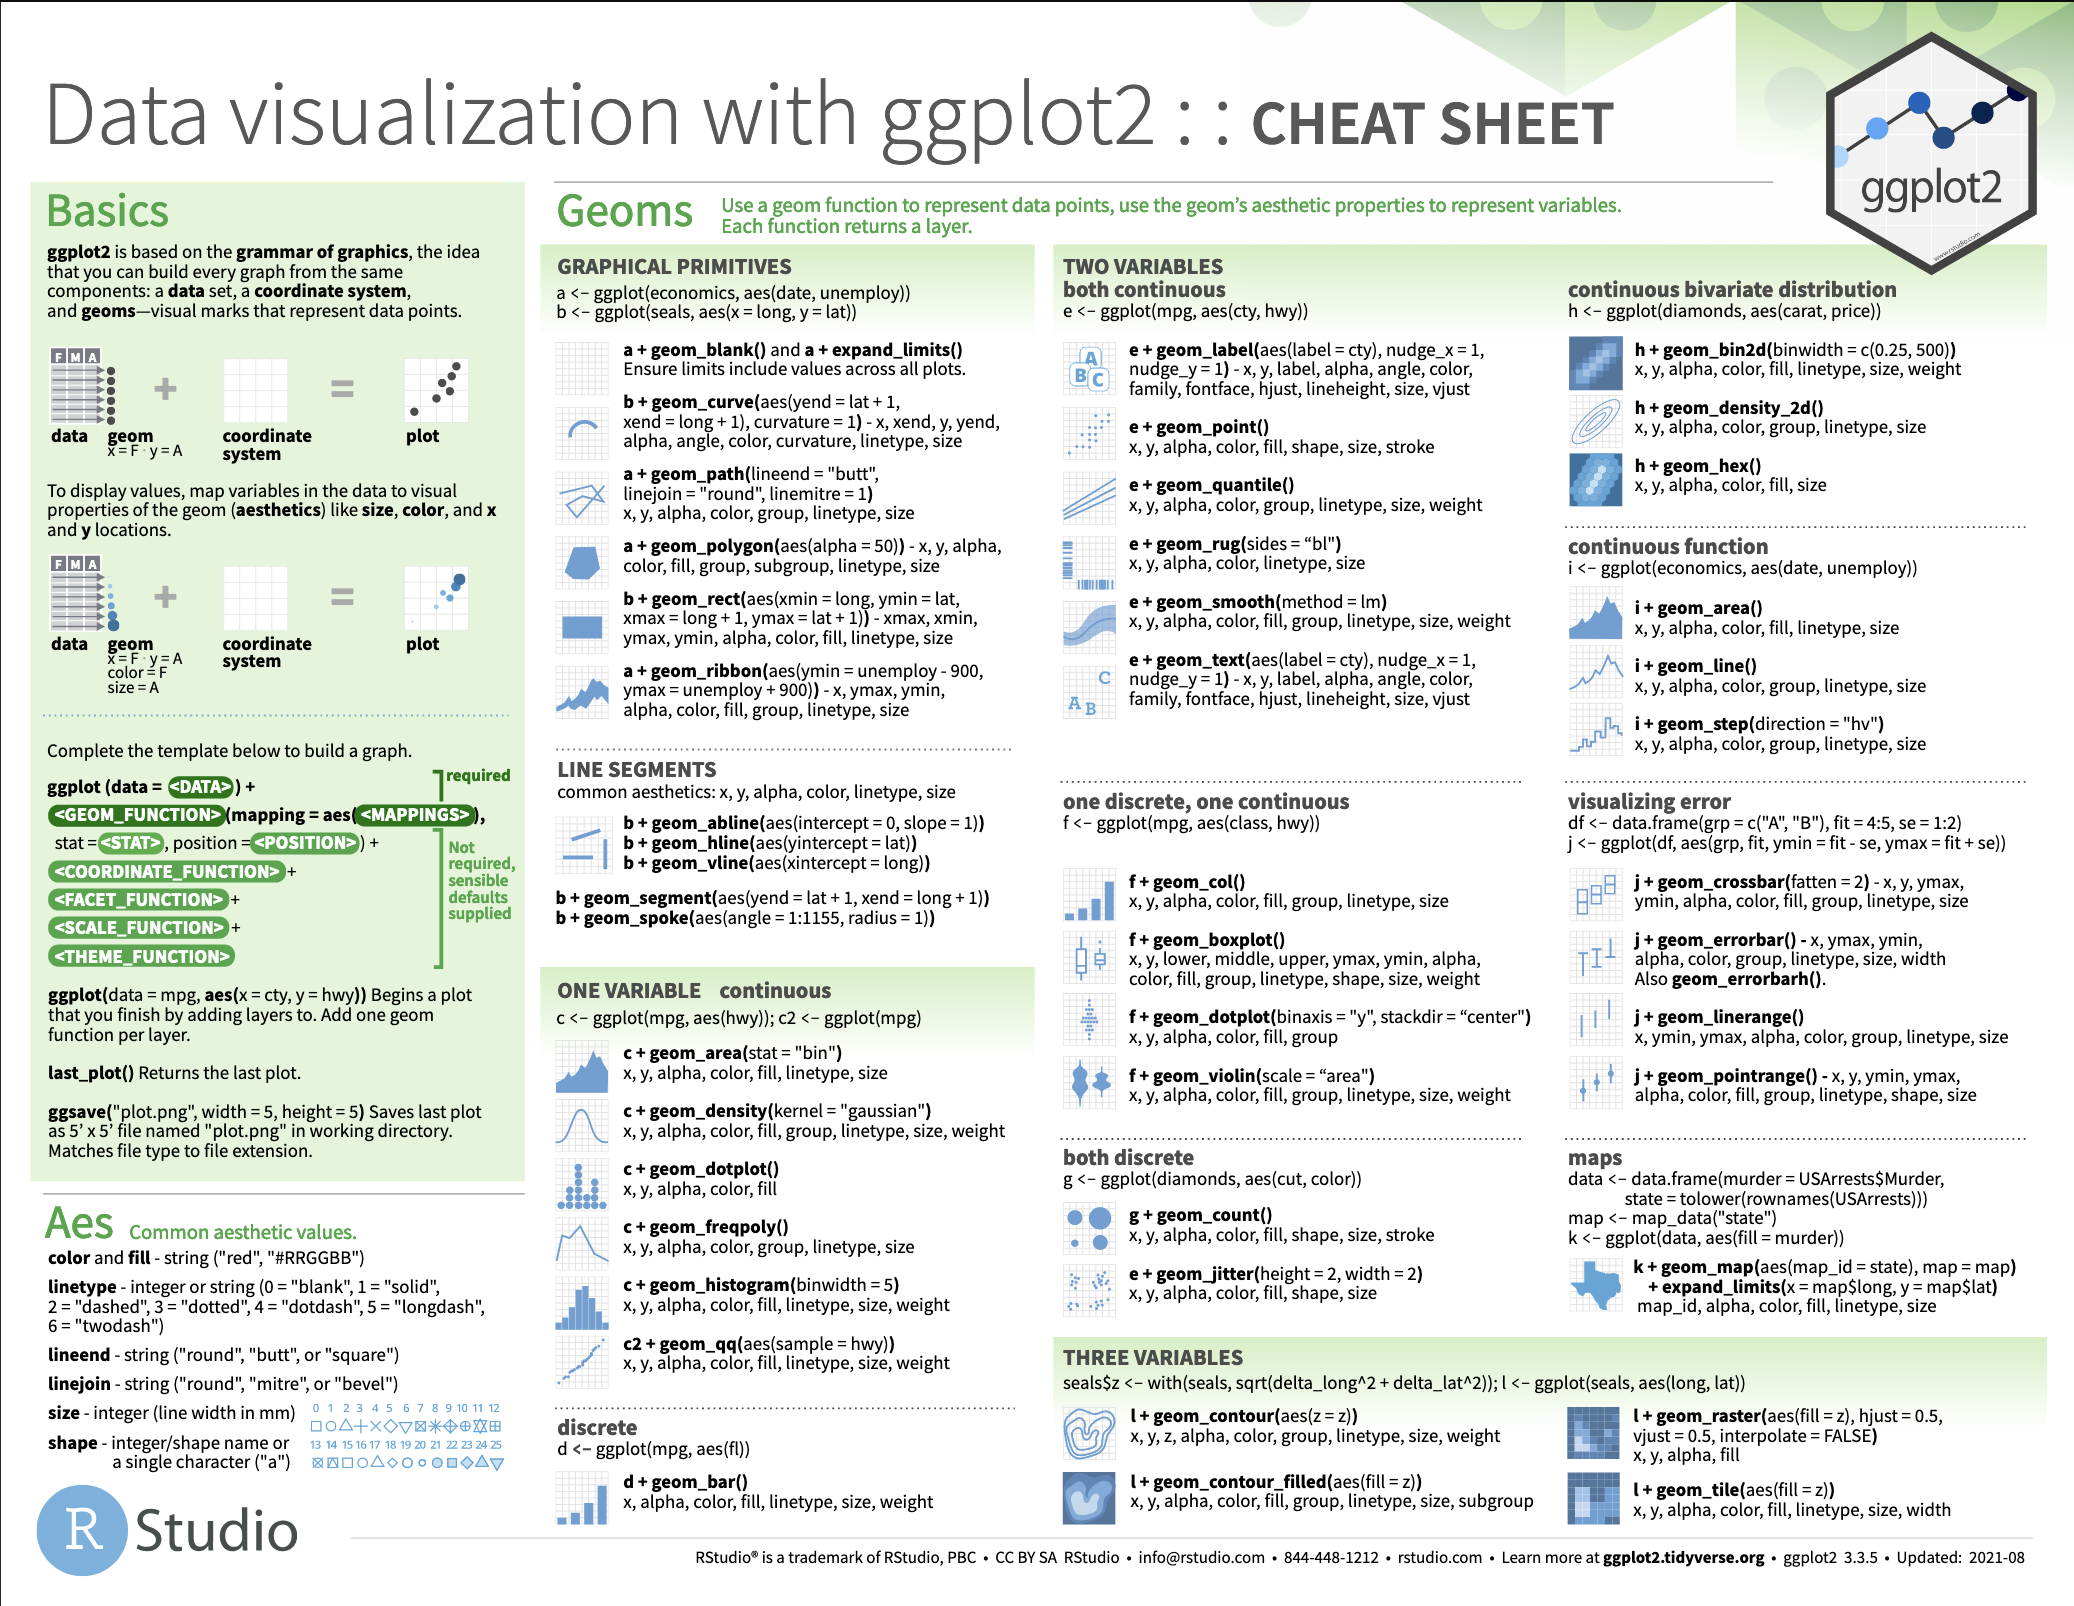 Data visualization with ggplot2 : : CHEAT SHEET
ggplot2
www.rstudio.com
Basics
ggplot2 is based on the grammar of graphics, the idea
that you can build every graph from the same
components: a data set, a coordinate system,
and geoms—visual marks that represent data points.
F M A
+ =
data geom coordinate plot
x = F · y = A system
To display values, map variables in the data to visual
properties of the geom (aesthetics) like size, color, and x
and y locations.
F M A
+ =
data geom coordinate plot
x = F · y = A system
color = F
size = A
Complete the template below to build a graph.
required
ggplot (data = <DATA>) +
<GEOM_FUNCTION>(mapping = aes(<MAPPINGS>),
stat = <STAT>, position = <POSITION>) +
<COORDINATE_FUNCTION> +
<FACET_FUNCTION> +
<SCALE_FUNCTION> +
<THEME_FUNCTION>
Not
required,
sensible
defaults
supplied
ggplot(data = mpg, aes(x = cty, y = hwy)) Begins a plot
that you finish by adding layers to. Add one geom
function per layer.
last_plot() Returns the last plot.
ggsave("plot.png", width = 5, height = 5) Saves last plot
as 5’ x 5’ file named "plot.png" in working directory.
Matches file type to file extension.
Aes Common aesthetic values.
color and fill - string ("red", "#RRGGBB")
linetype - integer or string (0 = "blank", 1 = "solid",
2 = "dashed", 3 = "dotted", 4 = "dotdash", 5 = "longdash",
6 = "twodash")
lineend - string ("round", "butt", or "square")
linejoin - string ("round", "mitre", or "bevel")
size - integer (line width in mm)
shape - integer/shape name or
a single character ("a")
0 1 2 3 4 5 6 7 8 9 10 11 12
13 14 15 16 17 18 19 20 21 22 23 24 25
R Studio
Geoms
Use a geom function to represent data points, use the geom’s aesthetic properties to represent variables.
Each function returns a layer.
GRAPHICAL PRIMITIVES
a <- ggplot(economics, aes(date, unemploy))
b <- ggplot(seals, aes(x = long, y = lat))
a + geom_blank() and a + expand_limits()
Ensure limits include values across all plots.
b + geom_curve(aes(yend = lat + 1,
xend = long + 1), curvature = 1) - x, xend, y, yend,
alpha, angle, color, curvature, linetype, size
a + geom_path(lineend = "butt",
linejoin = "round", linemitre = 1)
x, y, alpha, color, group, linetype, size
a + geom_polygon(aes(alpha = 50)) - x, y, alpha,
color, fill, group, subgroup, linetype, size
b + geom_rect(aes(xmin = long, ymin = lat,
xmax = long + 1, ymax = lat + 1)) - xmax, xmin,
ymax, ymin, alpha, color, fill, linetype, size
a + geom_ribbon(aes(ymin = unemploy - 900,
ymax = unemploy + 900)) - x, ymax, ymin,
alpha, color, fill, group, linetype, size
LINE SEGMENTS
common aesthetics: x, y, alpha, color, linetype, size
b + geom_abline(aes(intercept = 0, slope = 1))
b + geom_hline(aes(yintercept = lat))
b + geom_vline(aes(xintercept = long))
b + geom_segment(aes(yend = lat + 1, xend = long + 1))
b + geom_spoke(aes(angle = 1:1155, radius = 1))
ONE VARIABLE continuous
c <- ggplot(mpg, aes(hwy)); c2 <- ggplot(mpg)
c + geom_area(stat = "bin")
x, y, alpha, color, fill, linetype, size
c + geom_density(kernel = "gaussian")
x, y, alpha, color, fill, group, linetype, size, weight
c + geom_dotplot()
x, y, alpha, color, fill
c + geom_freqpoly()
x, y, alpha, color, group, linetype, size
c + geom_histogram(binwidth = 5)
x, y, alpha, color, fill, linetype, size, weight
c2 + geom_qq(aes(sample = hwy))
x, y, alpha, color, fill, linetype, size, weight
discrete
d <- ggplot(mpg, aes(fl))
d + geom_bar()
x, alpha, color, fill, linetype, size, weight
TWO VARIABLES
both continuous
e <- ggplot(mpg, aes(cty, hwy))
A B C
e + geom_label(aes(label = cty), nudge_x = 1,
nudge_y = 1) - x, y, label, alpha, angle, color,
family, fontface, hjust, lineheight, size, vjust
e + geom_point()
x, y, alpha, color, fill, shape, size, stroke
e + geom_quantile()
x, y, alpha, color, group, linetype, size, weight
e + geom_rug(sides = “bl")
x, y, alpha, color, linetype, size
e + geom_smooth(method = lm)
x, y, alpha, color, fill, group, linetype, size, weight
A B C
e + geom_text(aes(label = cty), nudge_x = 1,
nudge_y = 1) - x, y, label, alpha, angle, color,
family, fontface, hjust, lineheight, size, vjust
one discrete, one continuous
f <- ggplot(mpg, aes(class, hwy))
f + geom_col()
x, y, alpha, color, fill, group, linetype, size
f + geom_boxplot()
x, y, lower, middle, upper, ymax, ymin, alpha,
color, fill, group, linetype, shape, size, weight
f + geom_dotplot(binaxis = "y", stackdir = “center")
x, y, alpha, color, fill, group
f + geom_violin(scale = “area")
x, y, alpha, color, fill, group, linetype, size, weight
both discrete
g <- ggplot(diamonds, aes(cut, color))
g + geom_count()
x, y, alpha, color, fill, shape, size, stroke
e + geom_jitter(height = 2, width = 2)
x, y, alpha, color, fill, shape, size
continuous bivariate distribution
h <- ggplot(diamonds, aes(carat, price))
h + geom_bin2d(binwidth = c(0.25, 500))
x, y, alpha, color, fill, linetype, size, weight
h + geom_density_2d()
x, y, alpha, color, group, linetype, size
h + geom_hex()
x, y, alpha, color, fill, size
continuous function
i <- ggplot(economics, aes(date, unemploy))
i + geom_area()
x, y, alpha, color, fill, linetype, size
i + geom_line()
x, y, alpha, color, group, linetype, size
i + geom_step(direction = "hv")
x, y, alpha, color, group, linetype, size
visualizing error
df <- data.frame(grp = c("A", "B"), fit = 4:5, se = 1:2)
j <- ggplot(df, aes(grp, fit, ymin = fit - se, ymax = fit + se))
j + geom_crossbar(fatten = 2) - x, y, ymax,
ymin, alpha, color, fill, group, linetype, size
j + geom_errorbar() - x, ymax, ymin,
alpha, color, group, linetype, size, width
Also geom_errorbarh().
j + geom_linerange()
x, ymin, ymax, alpha, color, group, linetype, size
j + geom_pointrange() - x, y, ymin, ymax,
alpha, color, fill, group, linetype, shape, size
maps
data <- data.frame(murder = USArrests$Murder,
state = tolower(rownames(USArrests)))
map <- map_data("state")
k <- ggplot(data, aes(fill = murder))
k + geom_map(aes(map_id = state), map = map)
+ expand_limits(x = map$long, y = map$lat)
map_id, alpha, color, fill, linetype, size
THREE VARIABLES
seals$z <- with(seals, sqrt(delta_long^2 + delta_lat^2)); l <- ggplot(seals, aes(long, lat))
l + geom_contour(aes(z = z))
x, y, z, alpha, color, group, linetype, size, weight
l + geom_contour_filled(aes(fill = z))
x, y, alpha, color, fill, group, linetype, size, subgroup
l + geom_raster(aes(fill = z), hjust = 0.5,
vjust = 0.5, interpolate = FALSE)
x, y, alpha, fill
l + geom_tile(aes(fill = z))
x, y, alpha, color, fill, linetype, size, width
RStudio® is a trademark of RStudio, PBC • CC BY SA RStudio • info@rstudio.com • 844-448-1212 • rstudio.com • Learn more at ggplot2.tidyverse.org • ggplot2 3.3.5 • Updated: 2021-08